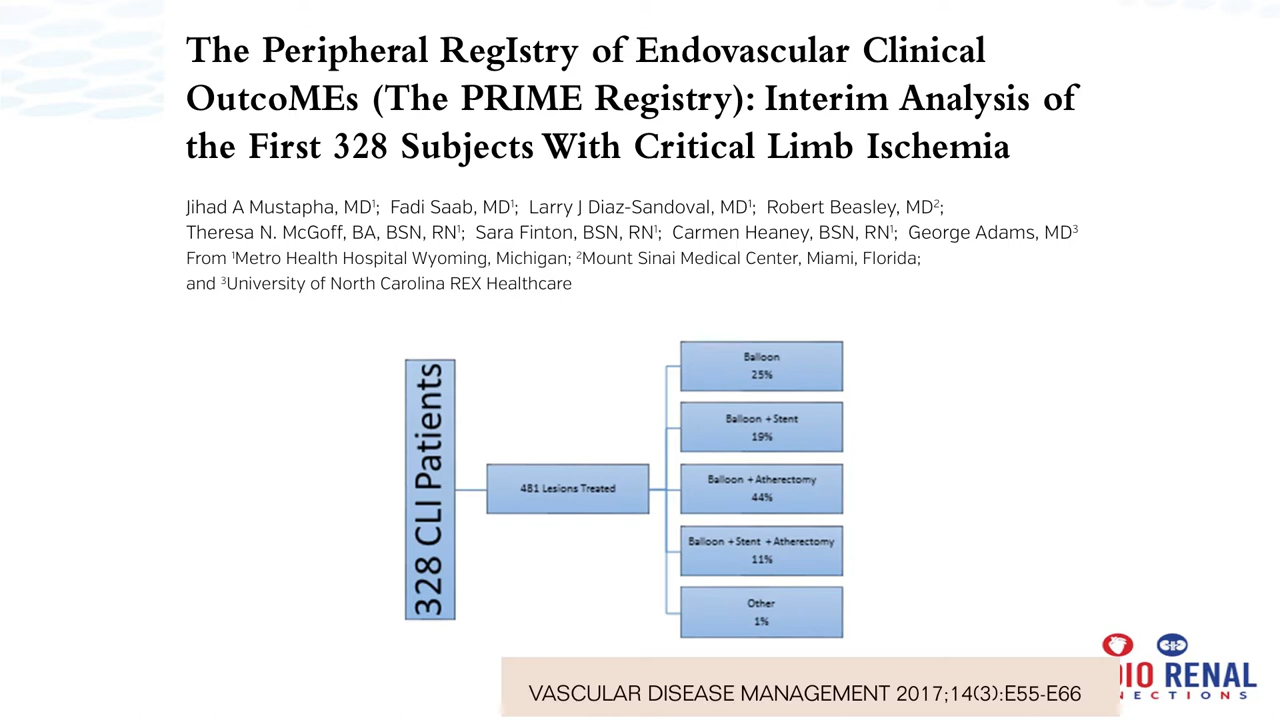 The Peripheral RegIstry of Endovascular Clinical
OutcoMEs (The PRIME Registry): Interim Analysis of
the First 328 Subjects With Critical Limb Ischemia
Jihad A Mustapha, MD¹; Fadi Saab, MD¹; Larry J Diaz-Sandoval, MD¹; Robert Beasley, MD²;
Theresa N. McGoff, BA, BSN, RN¹; Sara Finton, BSN, RN¹; Carmen Heaney, BSN, RN¹; George Adams, MD³
From ¹Metro Health Hospital Wyoming, Michigan; ²Mount Sinai Medical Center, Miami, Florida;
and ³University of North Carolina REX Healthcare
328 CLI Patients
481 Lesions Treated
Balloon
25%
Balloon + Stent
19%
Balloon + Atherectomy
44%
Balloon + Stent + Atherectomy
11%
Other
1%
VASCULAR DISEASE MANAGEMENT 2017;14(3):E55-E66
IO RENAL
NECTIONS